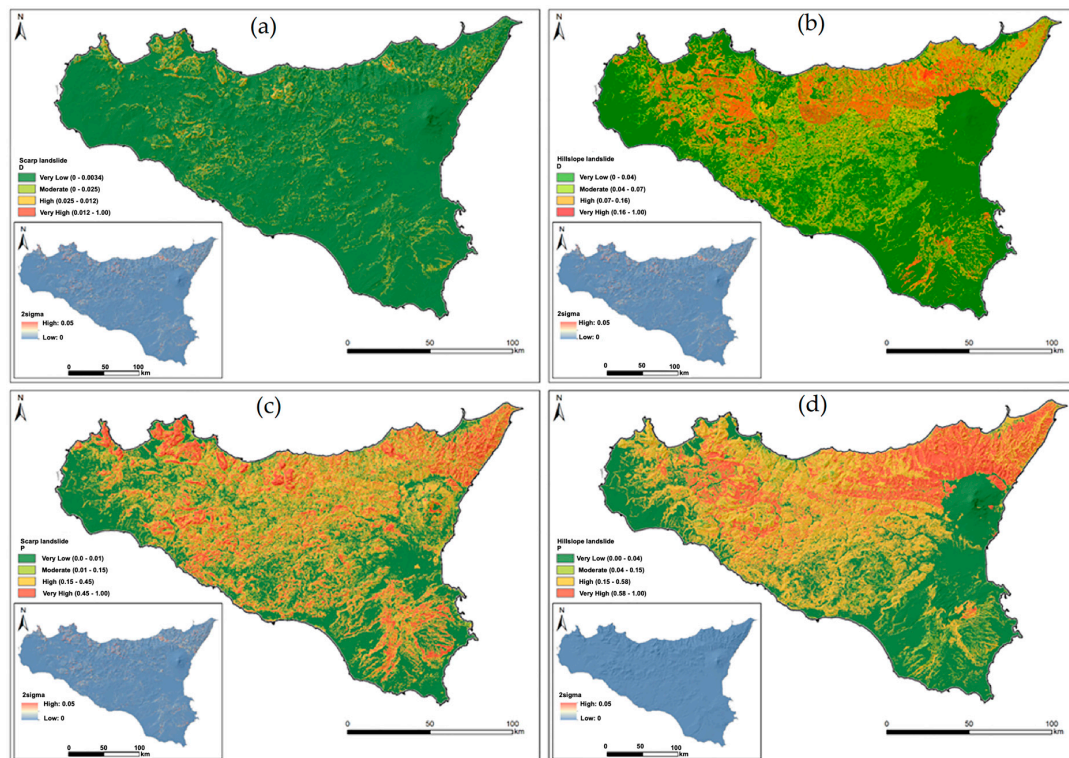 N
(a)
Scarp landslide
D
Very Low (0 - 0.0034)
Moderate (0 - 0.025)
High (0.025 - 0.012)
Very High (0.012 - 1.00)
N
2sigma
High: 0.05
Low: 0
0 50 100
km
0 50 100
km
N
(b)
Hillslope landslide
D
Very Low (0 - 0.04)
Moderate (0.04 - 0.07)
High (0.07- 0.16)
Very High (0.16 - 1.00)
N
2sigma
High: 0.05
Low: 0
0 50 100
km
0 50 100
km
N
(c)
Scarp landslide
P
Very Low (0.0 - 0.01)
Moderate (0.01 - 0.15)
High (0.15 - 0.45)
Very High (0.45 - 1.00)
N
2sigma
High: 0.05
Low: 0
0 50 100
km
0 50 100
km
N
(d)
Hillslope landslide
P
Very Low (0.00 - 0.04)
Moderate (0.04 - 0.15)
High (0.15 - 0.58)
Very High (0.58 - 1.00)
N
2sigma
High: 0.05
Low: 0
0 50 100
km
0 50 100
km